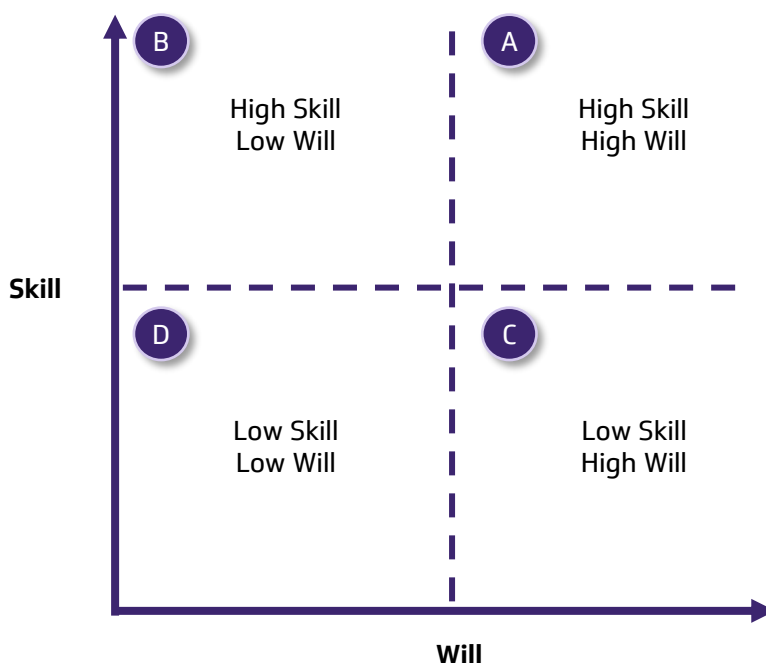 B
A
High Skill
Low Will
High Skill
High Will
Skill
D
C
Low Skill
Low Will
Low Skill
High Will
Will